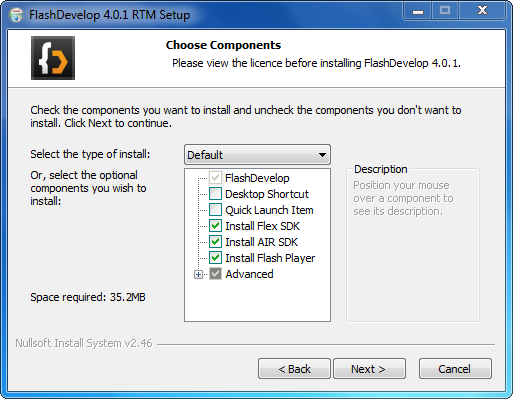 FlashDevelop 4.0.1 RTM Setup
Choose Components
Please view the licence before installing FlashDevelop 4.0.1.
Check the components you want to install and uncheck the components you don't want to
install. Click Next to continue.
Select the type of install:
Default
Or, select the optional
components you wish to
install:
FlashDevelop
Desktop Shortcut
Quick Launch Item
Install Flex SDK
Install AIR SDK
Install Flash Player
Advanced
Description
Position your mouse
over a component to
see its description.
Space required: 35.2MB
Nullsoft Install System v2.46
< Back
Next >
Cancel